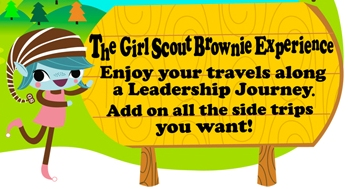 The Girl Scout Brownie Experience
Enjoy your travels along
a Leadership Journey.
Add on all the side trips
you want!